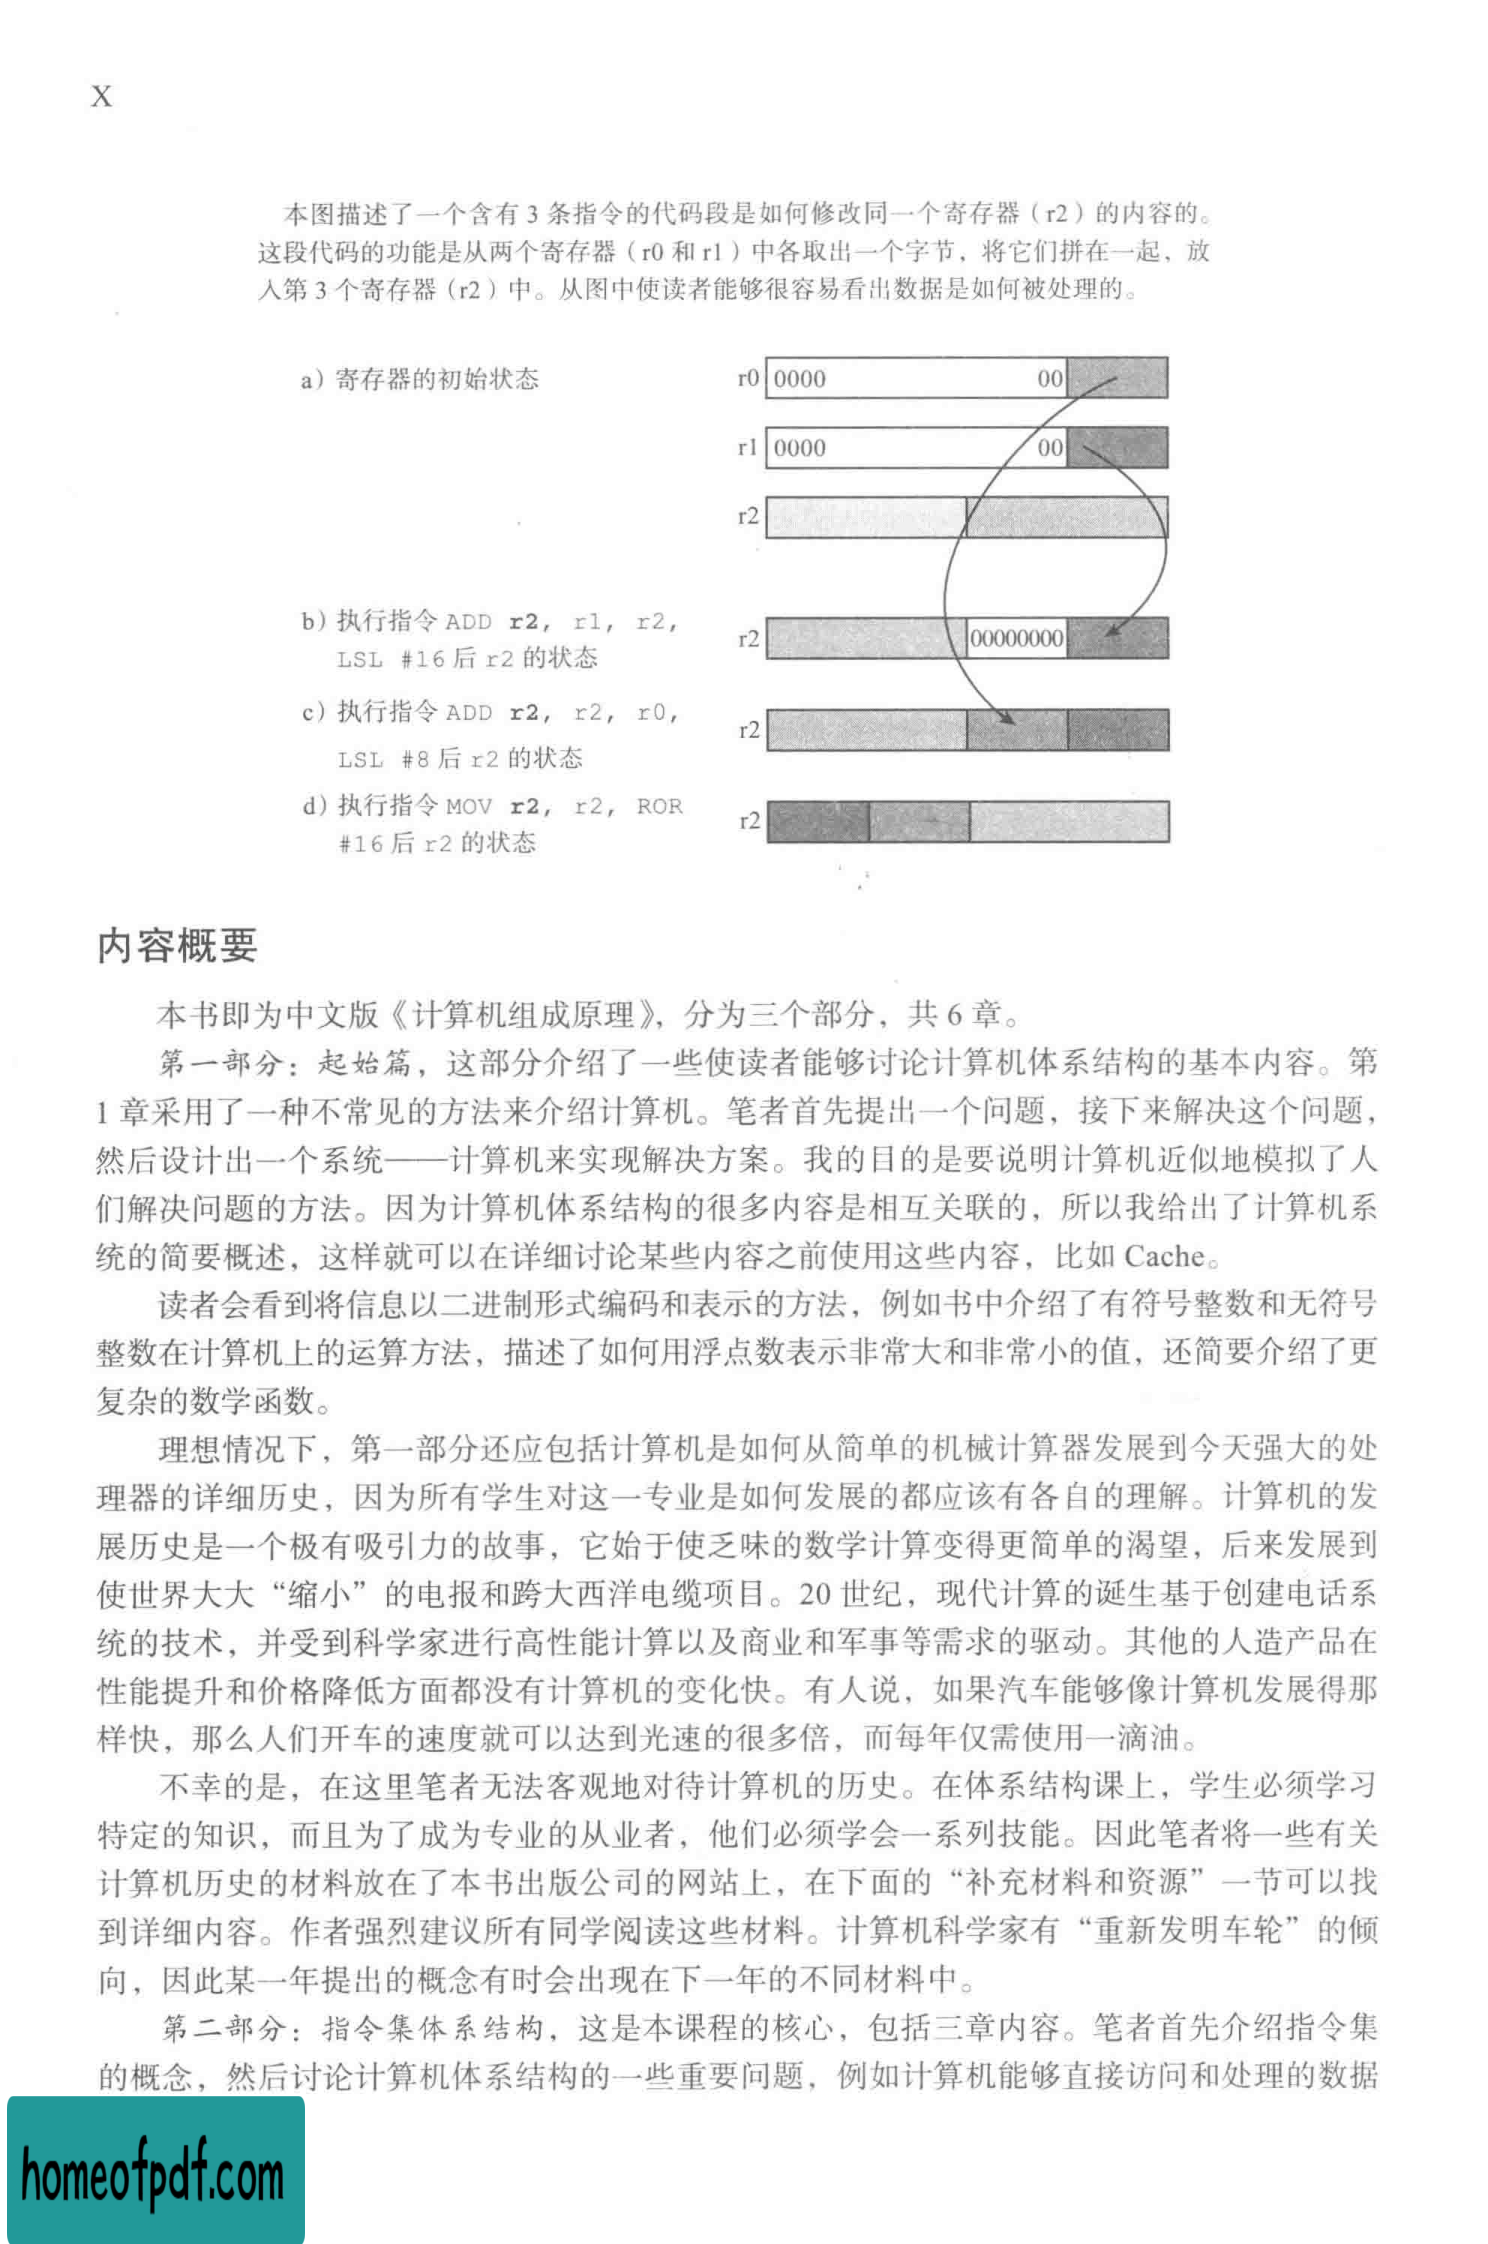 X
本图描述了一个含有 3 条指令的代码段是如何修改同一个寄存器（r2）的内容的。
这段代码的功能是从两个寄存器（r0 和 r1）中各取出一个字节，将它们拼在一起，放
入第 3 个寄存器（r2）中。从图中使读者能够很容易看出数据是如何被处理的。
a）寄存器的初始状态
r0 0000 00
r1 0000 00
r2
b）执行指令 ADD r2, r1, r2,
LSL #16 后 r2 的状态
r2 00000000
c）执行指令 ADD r2, r2, r0,
LSL #8 后 r2 的状态
r2
d）执行指令 MOV r2, r2, ROR
#16 后 r2 的状态
r2
内容概要
本书即为中文版《计算机组成原理》，分为三个部分，共 6 章。
第一部分：起始篇，这部分介绍了一些使读者能够讨论计算机体系结构的基本内容。第
1 章采用了一种不常见的方法来介绍计算机。笔者首先提出一个问题，接下来解决这个问题，
然后设计出一个系统——计算机来实现解决方案。我的目的是要说明计算机近似地模拟了人
们解决问题的方法。因为计算机体系结构的很多内容是相互关联的，所以我给出了计算机系
统的简要概述，这样就可以在详细讨论某些内容之前使用这些内容，比如 Cache。
读者会看到将信息以二进制形式编码和表示的方法，例如书中介绍了有符号整数和无符号
整数在计算机上的运算方法，描述了如何用浮点数表示非常大和非常小的值，还简要介绍了更
复杂的数学函数。
理想情况下，第一部分还应包括计算机是如何从简单的机械计算器发展到今天强大的处
理器的详细历史，因为所有学生对这一专业是如何发展的都应该有各自的理解。计算机的发
展历史是一个极有吸引力的故事，它始于使乏味的数学计算变得更简单的渴望，后来发展到
使世界大大“缩小”的电报和跨大西洋电缆项目。20 世纪，现代计算的诞生基于创建电话系
统的技术，并受到科学家进行高性能计算以及商业和军事等需求的驱动。其他的人造产品在
性能提升和价格降低方面都没有计算机的变化快。有人说，如果汽车能够像计算机发展得那
样快，那么人们开车的速度就可以达到光速的很多倍，而每年仅需使用一滴油。
不幸的是，在这里笔者无法客观地对待计算机的历史。在体系结构课上，学生必须学习
特定的知识，而且为了成为专业的从业者，他们必须学会一系列技能。因此笔者将一些有关
计算机历史的材料放在了本书出版公司的网站上，在下面的“补充材料和资源”一节可以找
到详细内容。作者强烈建议所有同学阅读这些材料。计算机科学家有“重新发明车轮”的倾
向，因此某一年提出的概念有时会出现在下一年的不同材料中。
第二部分：指令集体系结构，这是本课程的核心，包括三章内容。笔者首先介绍指令集
的概念，然后讨论计算机体系结构的一些重要问题，例如计算机能够直接访问和处理的数据
homeofpdf.com